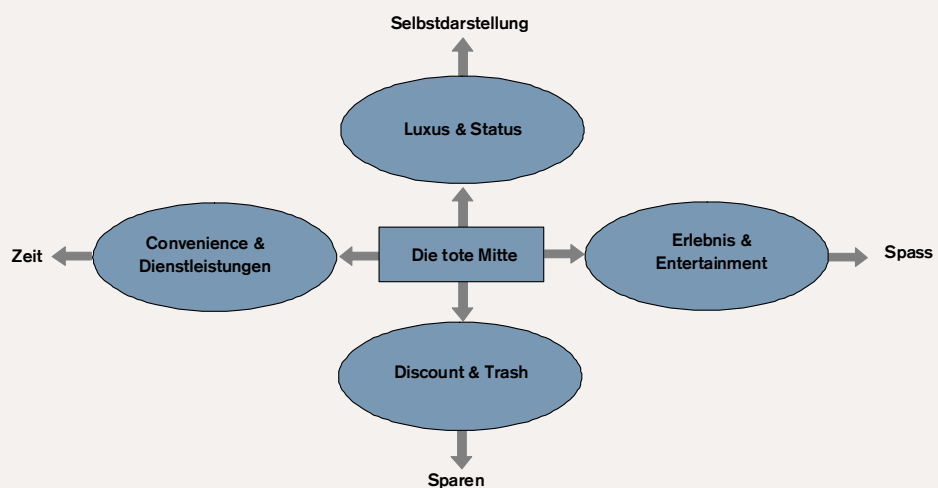 Selbstdarstellung
Luxus & Status
Zeit
Convenience &
Dienstleistungen
Die tote Mitte
Erlebnis &
Entertainment
Spass
Discount & Trash
Sparen